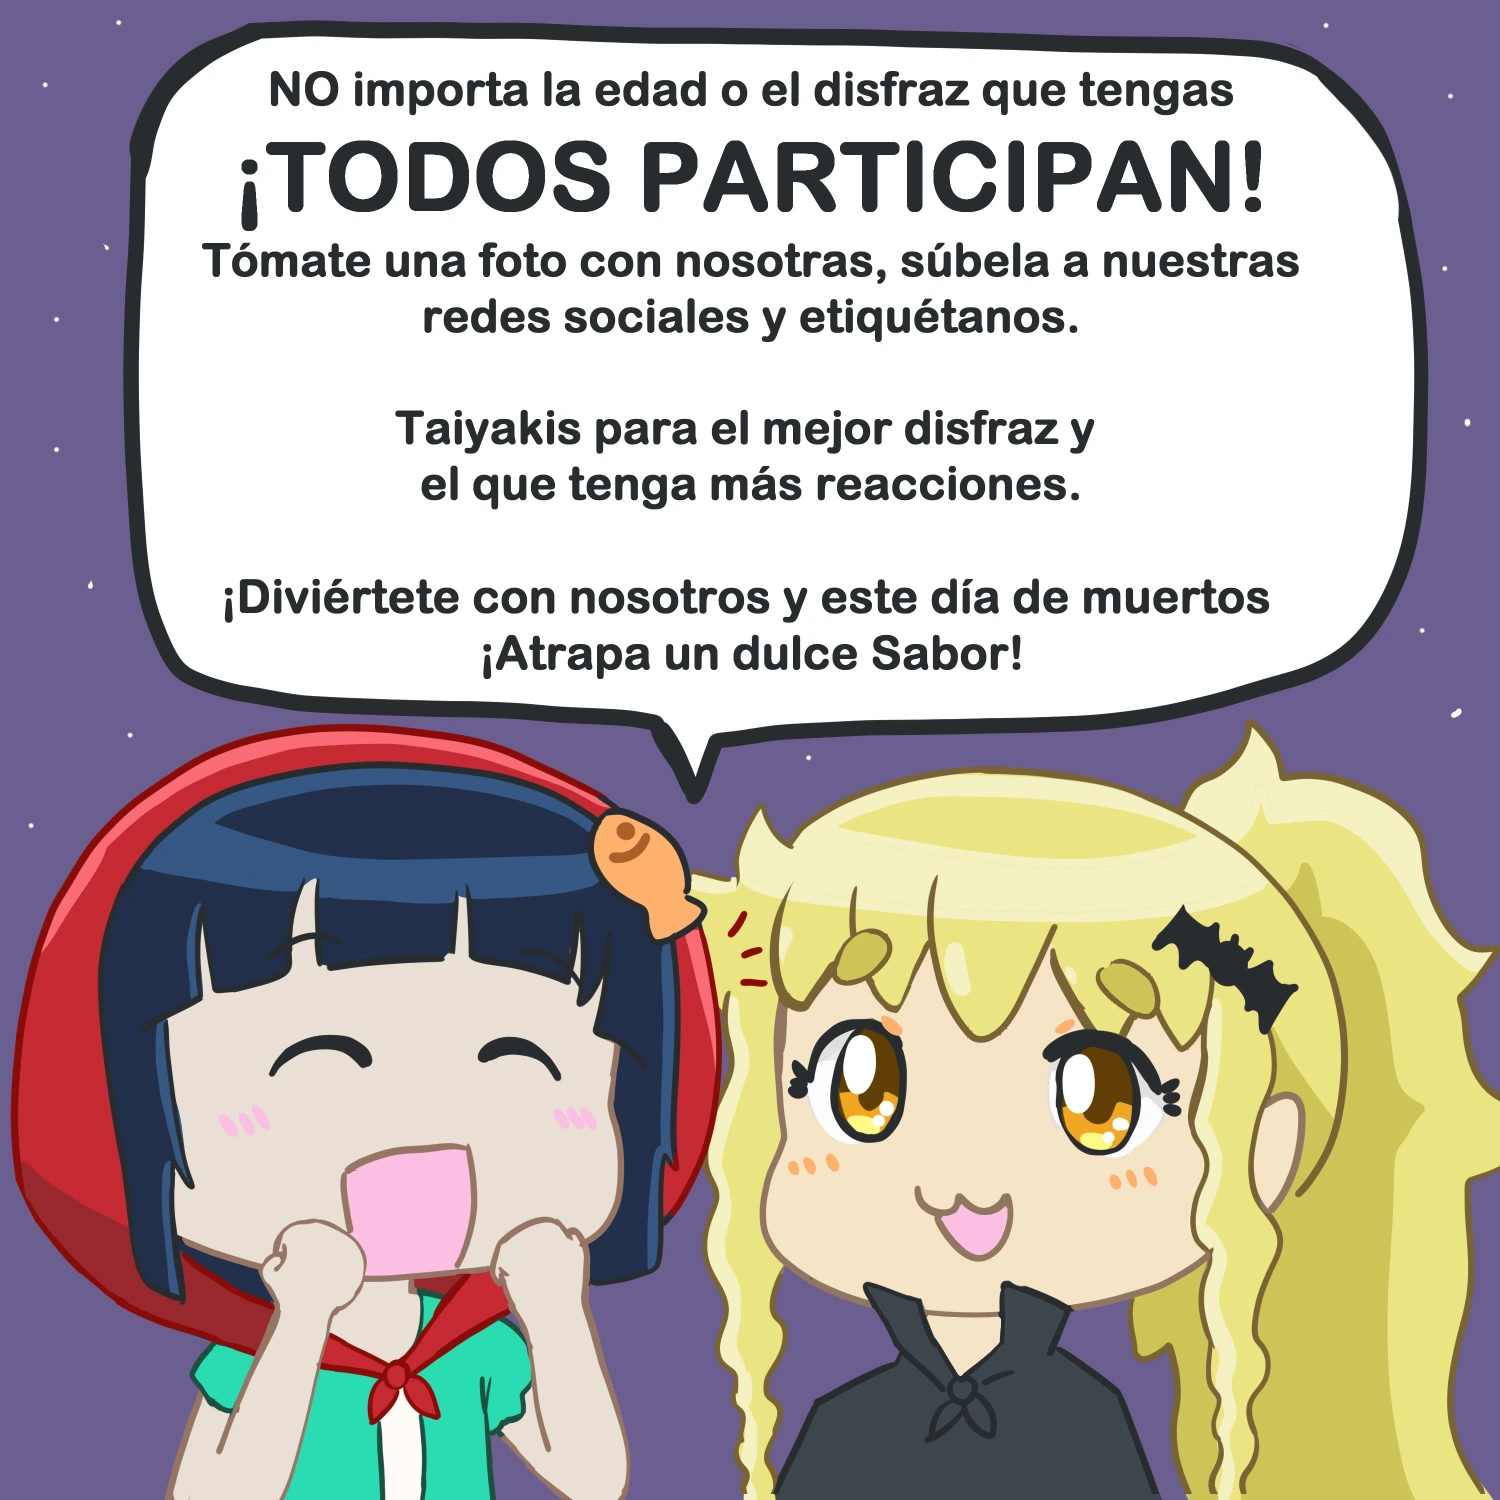 NO importa la edad o el disfraz que tengas
¡TODOS PARTICIPAN!
Tómate una foto con nosotras, súbela a nuestras
redes sociales y etiquétanos.
Taiyakis para el mejor disfraz y
el que tenga más reacciones.
¡Diviértete con nosotros y este día de muertos
¡Atrapa un dulce Sabor!